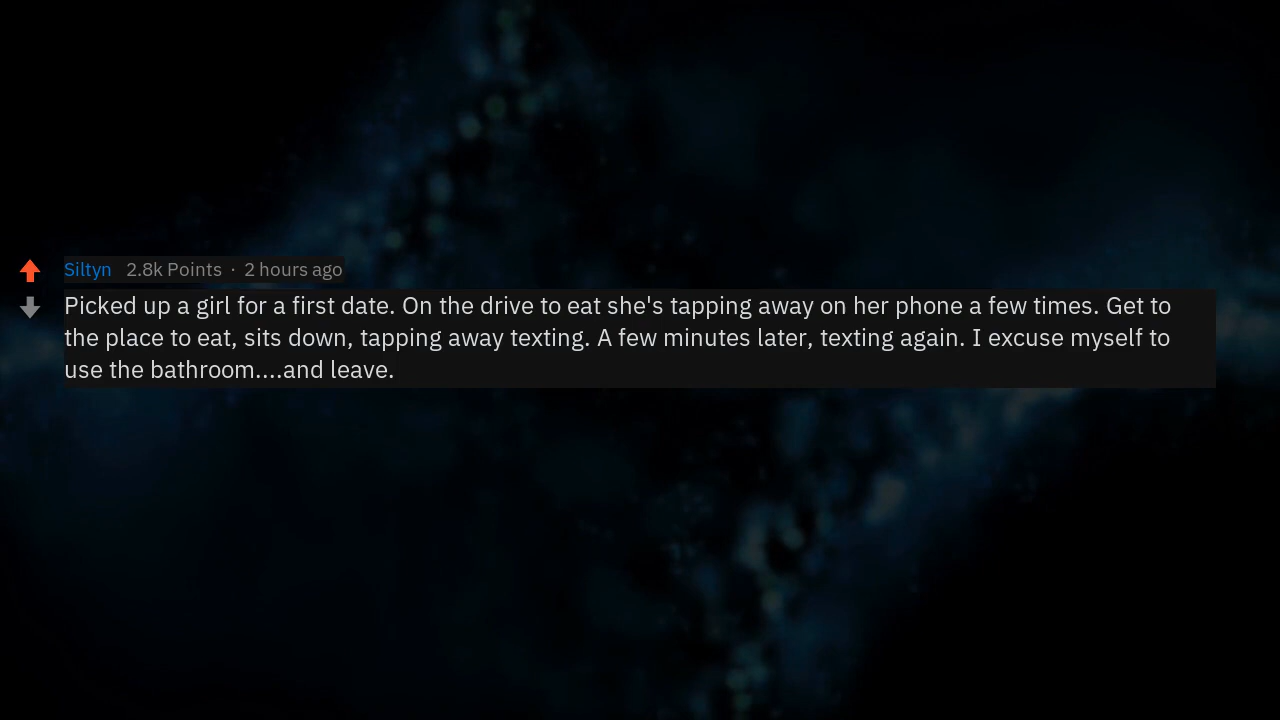 Siltyn 2.8k Points · 2 hours ago
Picked up a girl for a first date. On the drive to eat she's tapping away on her phone a few times. Get to
the place to eat, sits down, tapping away texting. A few minutes later, texting again. I excuse myself to
use the bathroom....and leave.